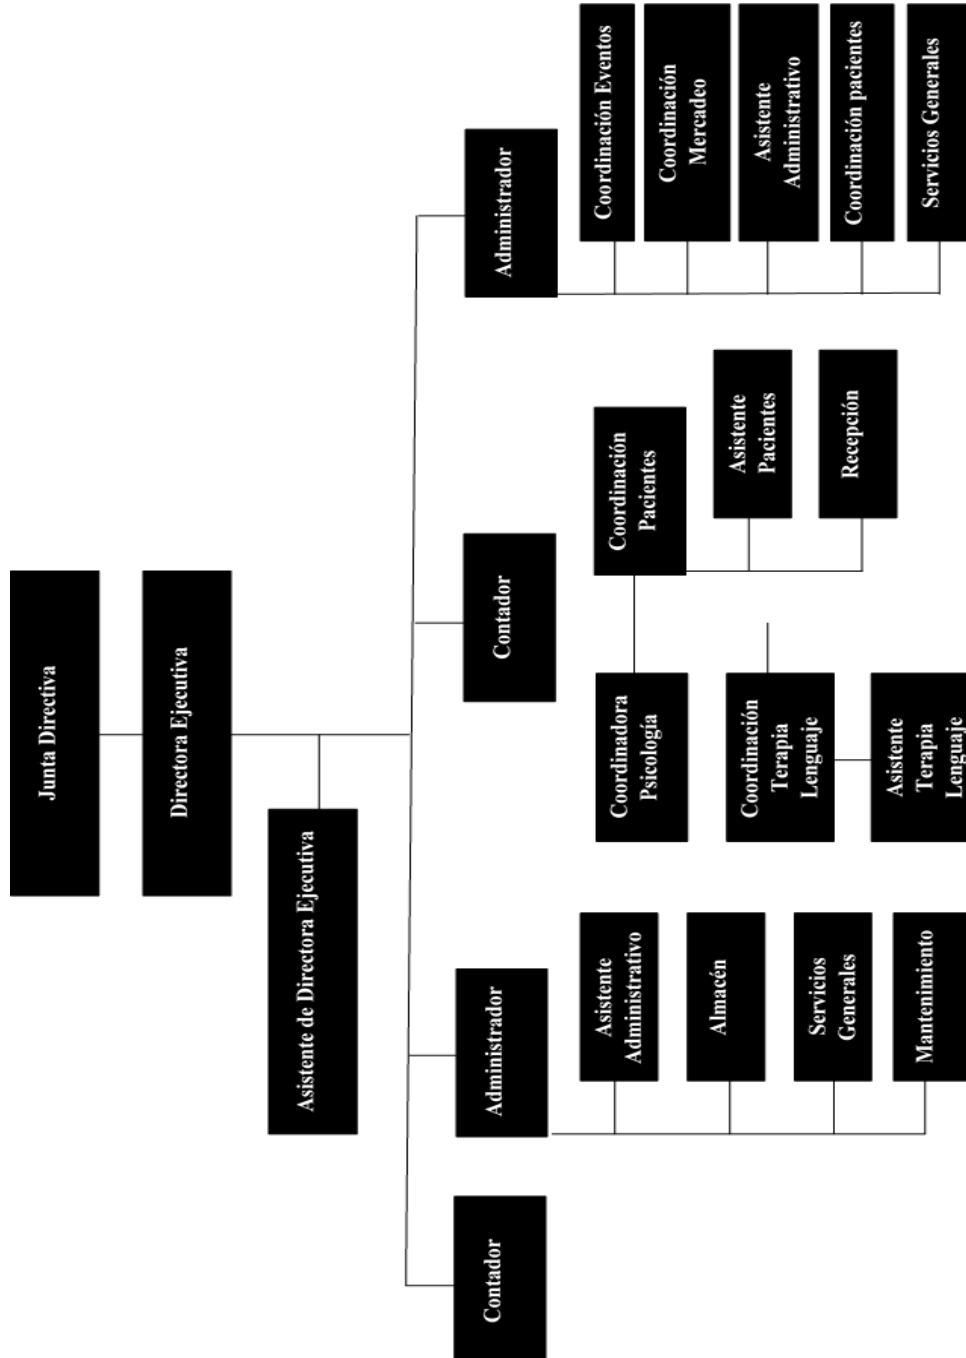 Junta Directiva
Directora Ejecutiva
Asistente de Directora Ejecutiva
Contador
Administrador
Contador
Administrador
Asistente
Administrativo
Almacén
Servicios
Generales
Mantenimiento
Coordinadora
Psicología
Coordinación
Terapia
Lenguaje
Asistente
Terapia
Lenguaje
Coordinación
Pacientes
Asistente
Pacientes
Recepción
Coordinación Eventos
Coordinación
Mercadeo
Asistente
Administrativo
Coordinación pacientes
Servicios Generales